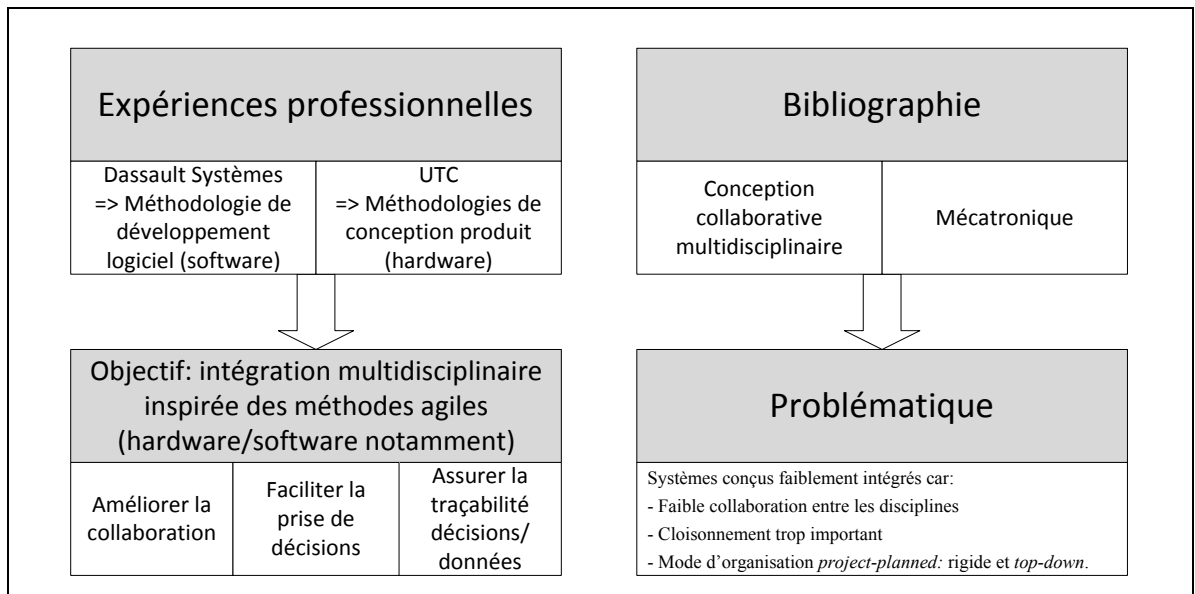 Expériences professionnelles
Dassault Systèmes
=> Méthodologie de
développement
logiciel (software)
UTC
=> Méthodologies de
conception produit
(hardware)
Objectif: intégration multidisciplinaire
inspirée des méthodes agiles
(hardware/software notamment)
Améliorer la
collaboration
Faciliter la
prise de
décisions
Assurer la
traçabilité
décisions/
données
Bibliographie
Conception
collaborative
multidisciplinaire
Mécatronique
Problématique
Systèmes conçus faiblement intégrés car:
- Faible collaboration entre les disciplines
- Cloisonnement trop important
- Mode d'organisation project-planned: rigide et top-down.